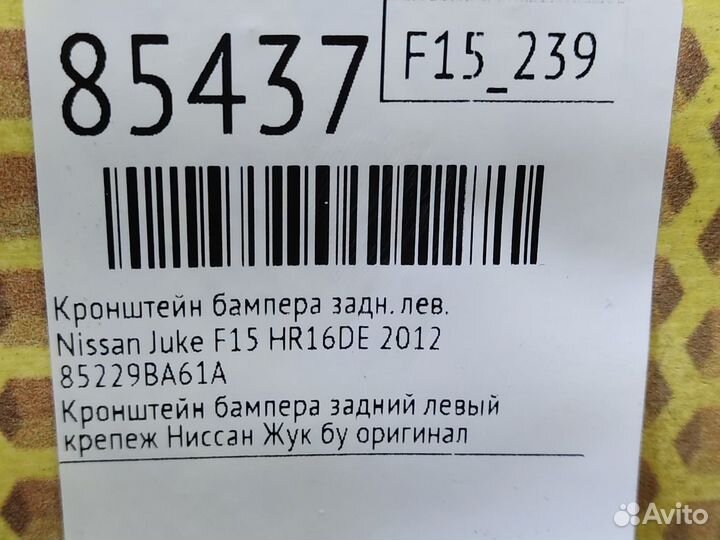 85437
F15_239
Кронштейн бампера задн. лев.
Nissan Juke F15 HR16DE 2012
85229BA61A
Кронштейн бампера задний левый
крепеж Ниссан Жук бу оригинал
Avito